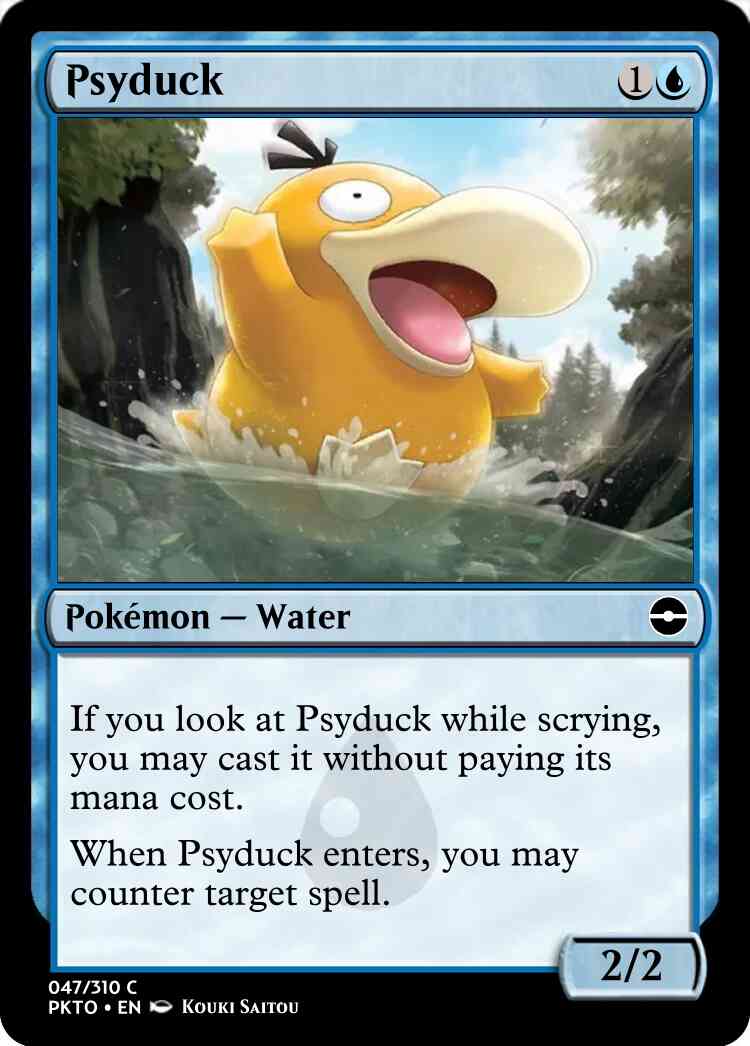 Psyduck 1
Pokémon — Water
If you look at Psyduck while scrying,
you may cast it without paying its
mana cost.
When Psyduck enters, you may
counter target spell.
2/2
047/310 C
PKTO • EN Kouki Saitou